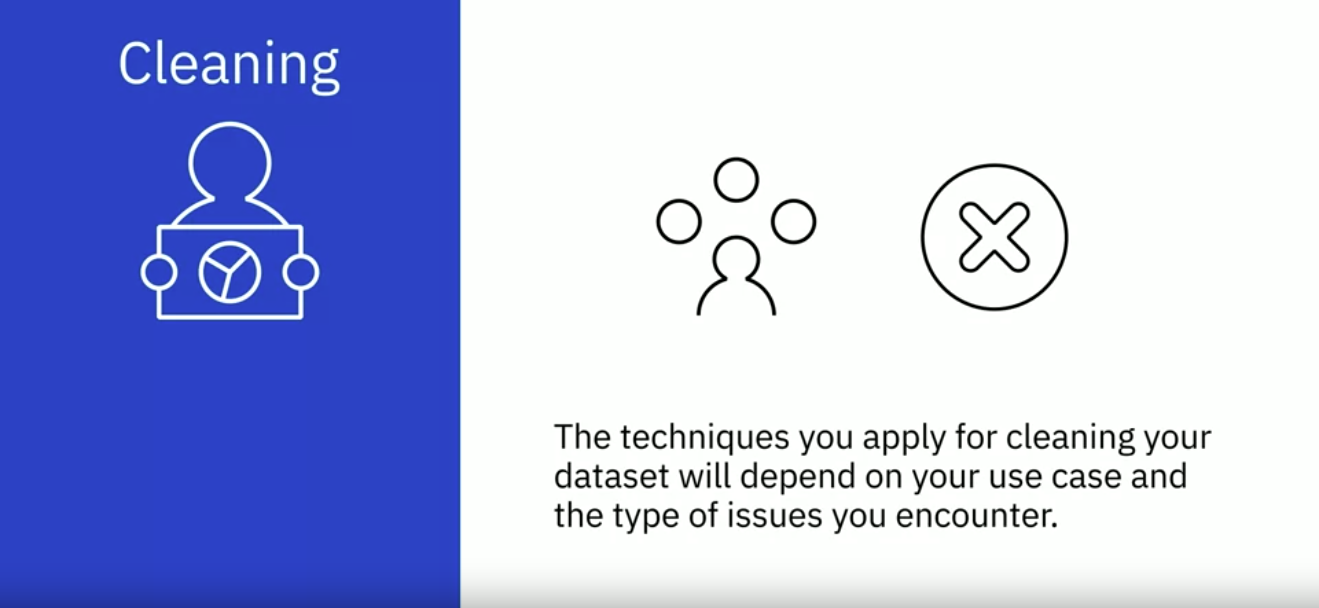 Cleaning
The techniques you apply for cleaning your
dataset will depend on your use case and
the type of issues you encounter.